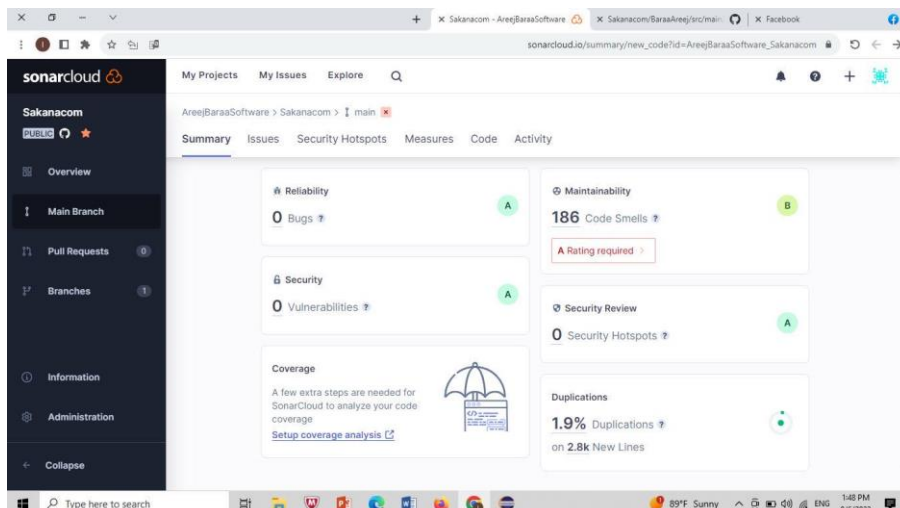 Sakanacom - AreejBaraaSoftware
Sakanacom/BaraaAreej/src/main
Facebook
sonarcloud.io/summary/new_code?id=AreejBaraaSoftware_Sakanacom
sonarcloud
My Projects My Issues Explore
Sakanacom
PUBLIC
AreejBaraaSoftware > Sakanacom > main
Summary Issues Security Hotspots Measures Code Activity
Overview
Main Branch
Pull Requests 0
Branches 1
Information
Administration
Collapse
Reliability
0 Bugs ?
A
Maintainability
186 Code Smells ?
B
A Rating required >
Security
0 Vulnerabilities ?
A
Security Review
0 Security Hotspots ?
A
Coverage
A few extra steps are needed for
SonarCloud to analyze your code
coverage
Setup coverage analysis
Duplications
1.9% Duplications ?
on 2.8k New Lines
Type here to search
89°F Sunny
ENG
1:48 PM